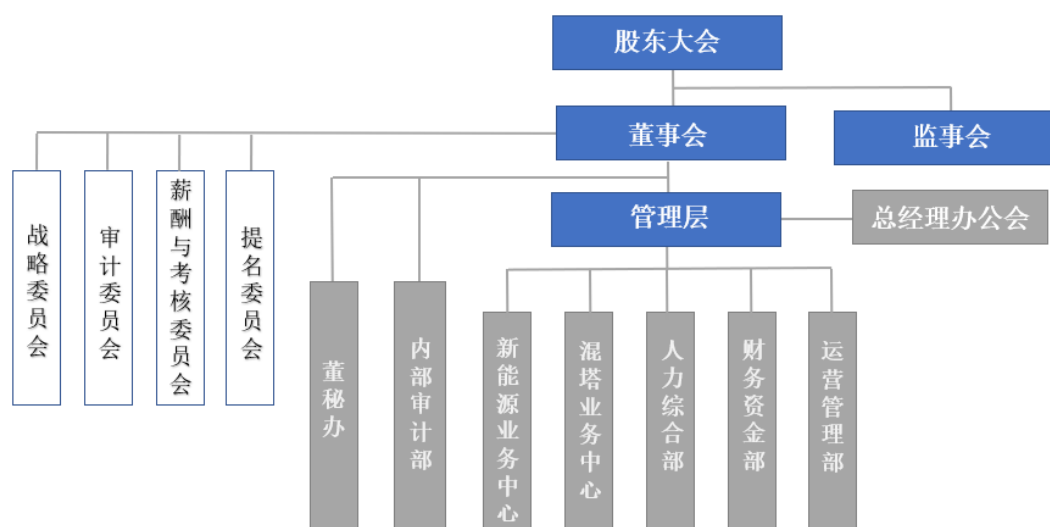 股东大会
董事会
监事会
管理层
总经理办公会
战略委员会
审计委员会
薪酬与考核委员会
提名委员会
董秘办
内部审计部
新能源业务中心
混塔业务中心
人力综合部
财务资金部
运营管理部